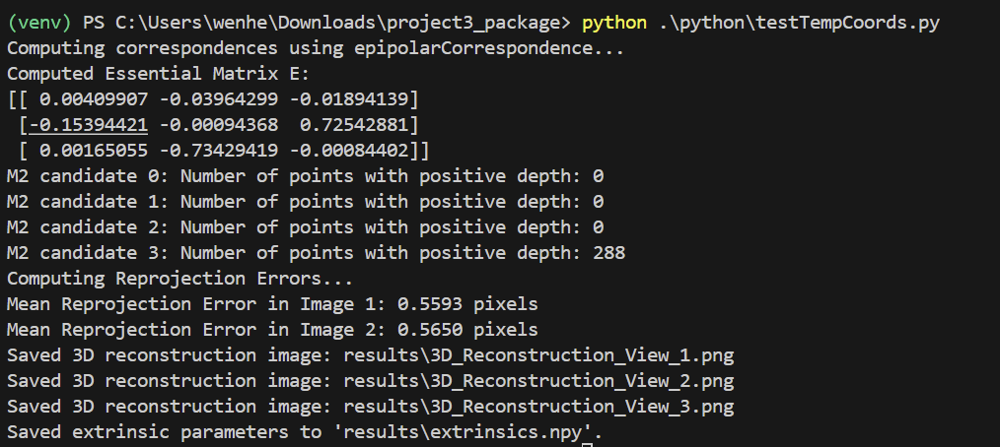 (venv) PS C:\Users\wenhe\Downloads\project3_package> python .\python\testTempCoords.py
Computing correspondences using epipolarCorrespondence...
Computed Essential Matrix E:
[[ 0.00409907 -0.03964299 -0.01894139]
 [-0.15394421 -0.00094368  0.72542881]
 [ 0.00165055 -0.73429419 -0.00084402]]
M2 candidate 0: Number of points with positive depth: 0
M2 candidate 1: Number of points with positive depth: 0
M2 candidate 2: Number of points with positive depth: 0
M2 candidate 3: Number of points with positive depth: 288
Computing Reprojection Errors...
Mean Reprojection Error in Image 1: 0.5593 pixels
Mean Reprojection Error in Image 2: 0.5650 pixels
Saved 3D reconstruction image: results\3D_Reconstruction_View_1.png
Saved 3D reconstruction image: results\3D_Reconstruction_View_2.png
Saved 3D reconstruction image: results\3D_Reconstruction_View_3.png
Saved extrinsic parameters to 'results\extrinsics.npy'.